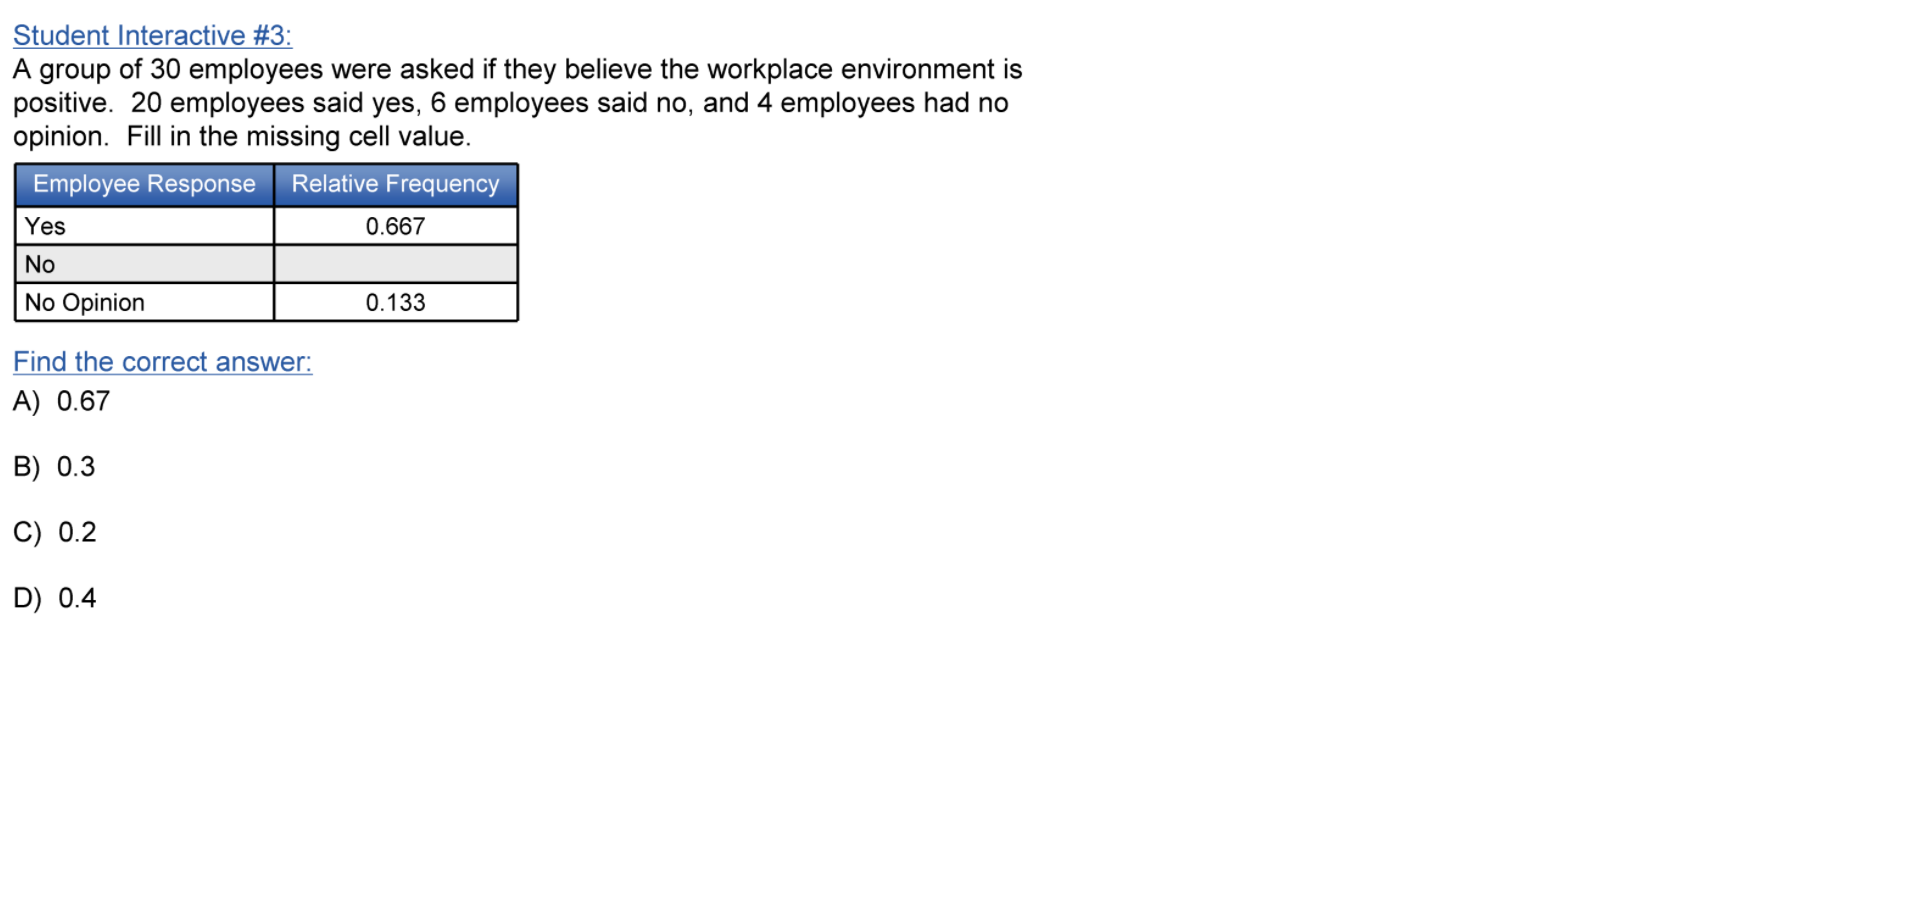 Student Interactive #3:
A group of 30 employees were asked if they believe the workplace environment is
positive.  20 employees said yes, 6 employees said no, and 4 employees had no
opinion.  Fill in the missing cell value.
Employee Response Relative Frequency
Yes 0.667
No
No Opinion 0.133
Find the correct answer:
A)  0.67
B)  0.3
C)  0.2
D)  0.4